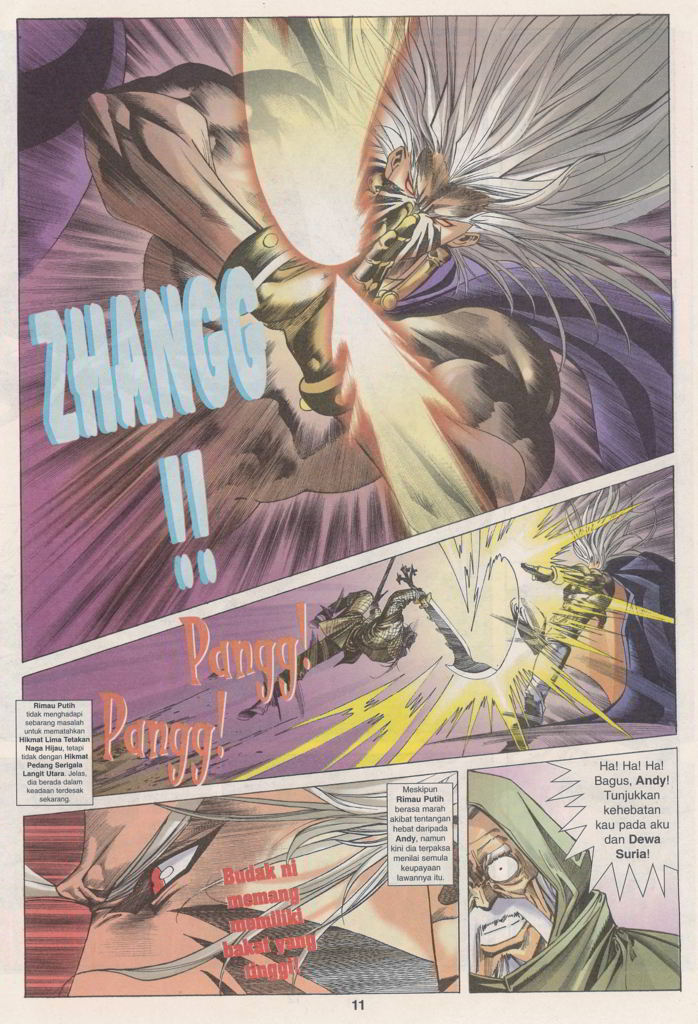 ZHANGG
!!
Pangg!
Pangg!
Rimau Putih
tidak menghadapi
sebarang masalah
untuk mematahkan
Hikmat Lima Tetakan
Naga Hijau, tetapi
tidak dengan Hikmat
Pedang Serigala
Langit Utara. Jelas,
dia berada dalam
keadaan terdesak
sekarang.
Meskipun
Rimau Putih
berasa marah
akibat tentangan
hebat daripada
Andy, namun
kini dia terpaksa
menilai semula
keupayaan
lawannya itu.
Budak ni
memang
memiliki
bakat yang
tinggi!
Ha! Ha! Ha!
Bagus, Andy!
Tunjukkan
kehebatan
kau pada aku
dan Dewa
Suria!
11